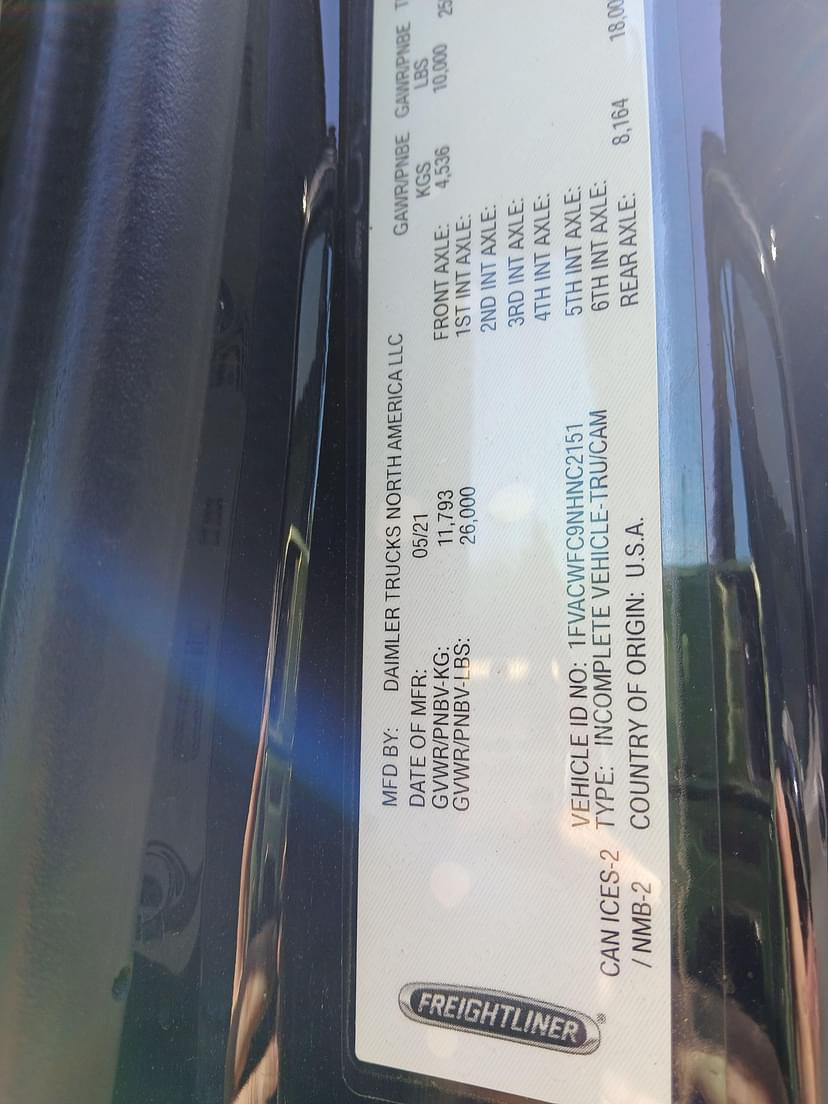 MFD BY: DAIMLER TRUCKS NORTH AMERICA LLC
DATE OF MFR: 05/21
GVWR/PNBV-KG: 11,793
GVWR/PNBV-LBS: 26,000
GAWR/PNBE GAWR/PNBE
KGS LBS
FRONT AXLE: 4,536 10,000
1ST INT AXLE:
2ND INT AXLE:
3RD INT AXLE:
4TH INT AXLE:
5TH INT AXLE:
6TH INT AXLE:
REAR AXLE: 8,164
VEHICLE ID NO: 1FVACWFC9NHNC2151
CAN ICES-2 TYPE: INCOMPLETE VEHICLE-TRU/CAM
/ NMB-2 COUNTRY OF ORIGIN: U.S.A.
FREIGHTLINER®